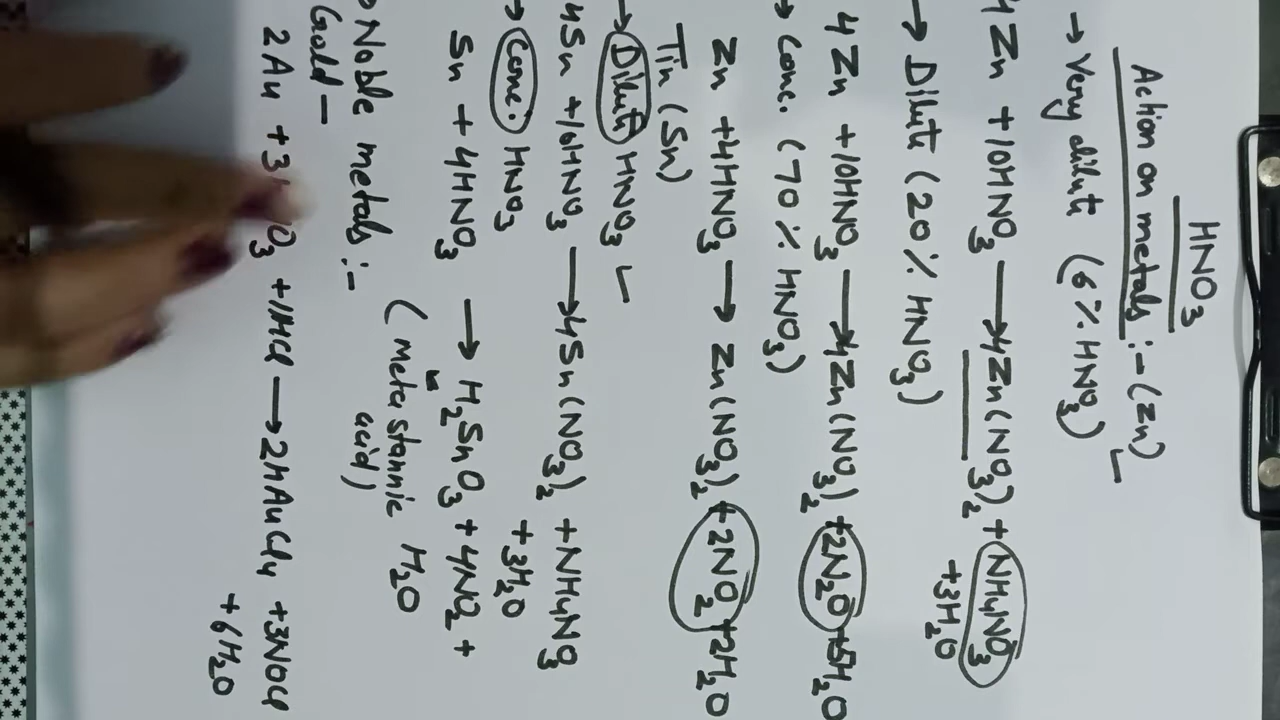 HNO3
Action on metals :- (Zn)
→ Very dilute (6% HNO3)
4Zn + 10HNO3 → 4Zn(NO3)2 + NH4NO3
+3H2O
→ Dilute (20% HNO3)
4Zn +10HNO3 → 4Zn(NO3)2 +2N2O +5H2O
→ Conc. (70% HNO3)
Zn +4HNO3 → Zn(NO3)2 +2NO2 +2H2O
Tin (Sn)
→ Dilute HNO3
4Sn +10HNO3 → 4Sn(NO3)2 +NH4NO3
+3H2O
→ Conc. HNO3
Sn + 4HNO3 → H2SnO3 + 4NO2 +
H2O
(Meta stannic
acid)
Noble metals :-
Gold —
2Au + 3 O3 +11HCl → 2HAuCl4 +3NOCl
+ 6H2O